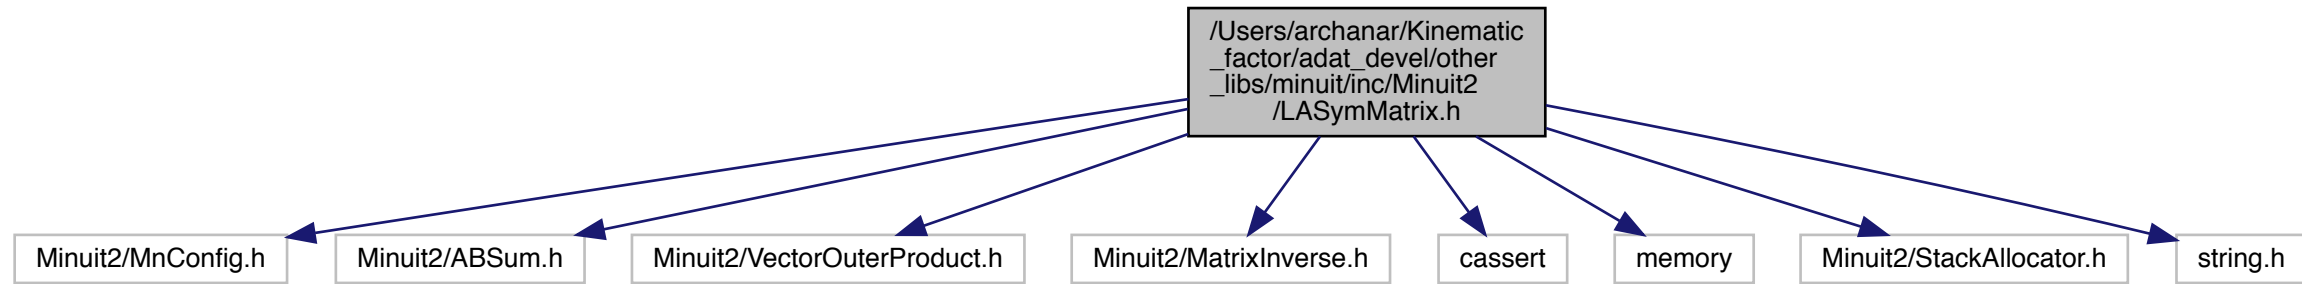 /Users/archanar/Kinematic
_factor/adat_devel/other
_libs/minuit/inc/Minuit2
/LASymMatrix.h
Minuit2/MnConfig.h
Minuit2/ABSum.h
Minuit2/VectorOuterProduct.h
Minuit2/MatrixInverse.h
cassert
memory
Minuit2/StackAllocator.h
string.h